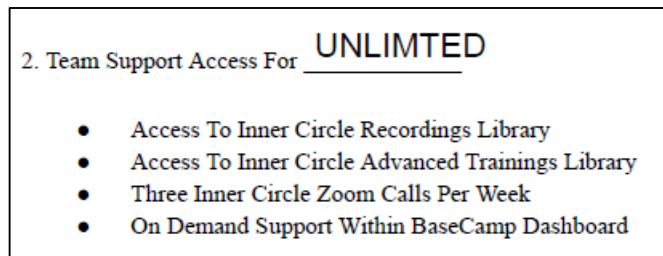 2. Team Support Access For UNLIMTED
● Access To Inner Circle Recordings Library
● Access To Inner Circle Advanced Trainings Library
● Three Inner Circle Zoom Calls Per Week
● On Demand Support Within BaseCamp Dashboard